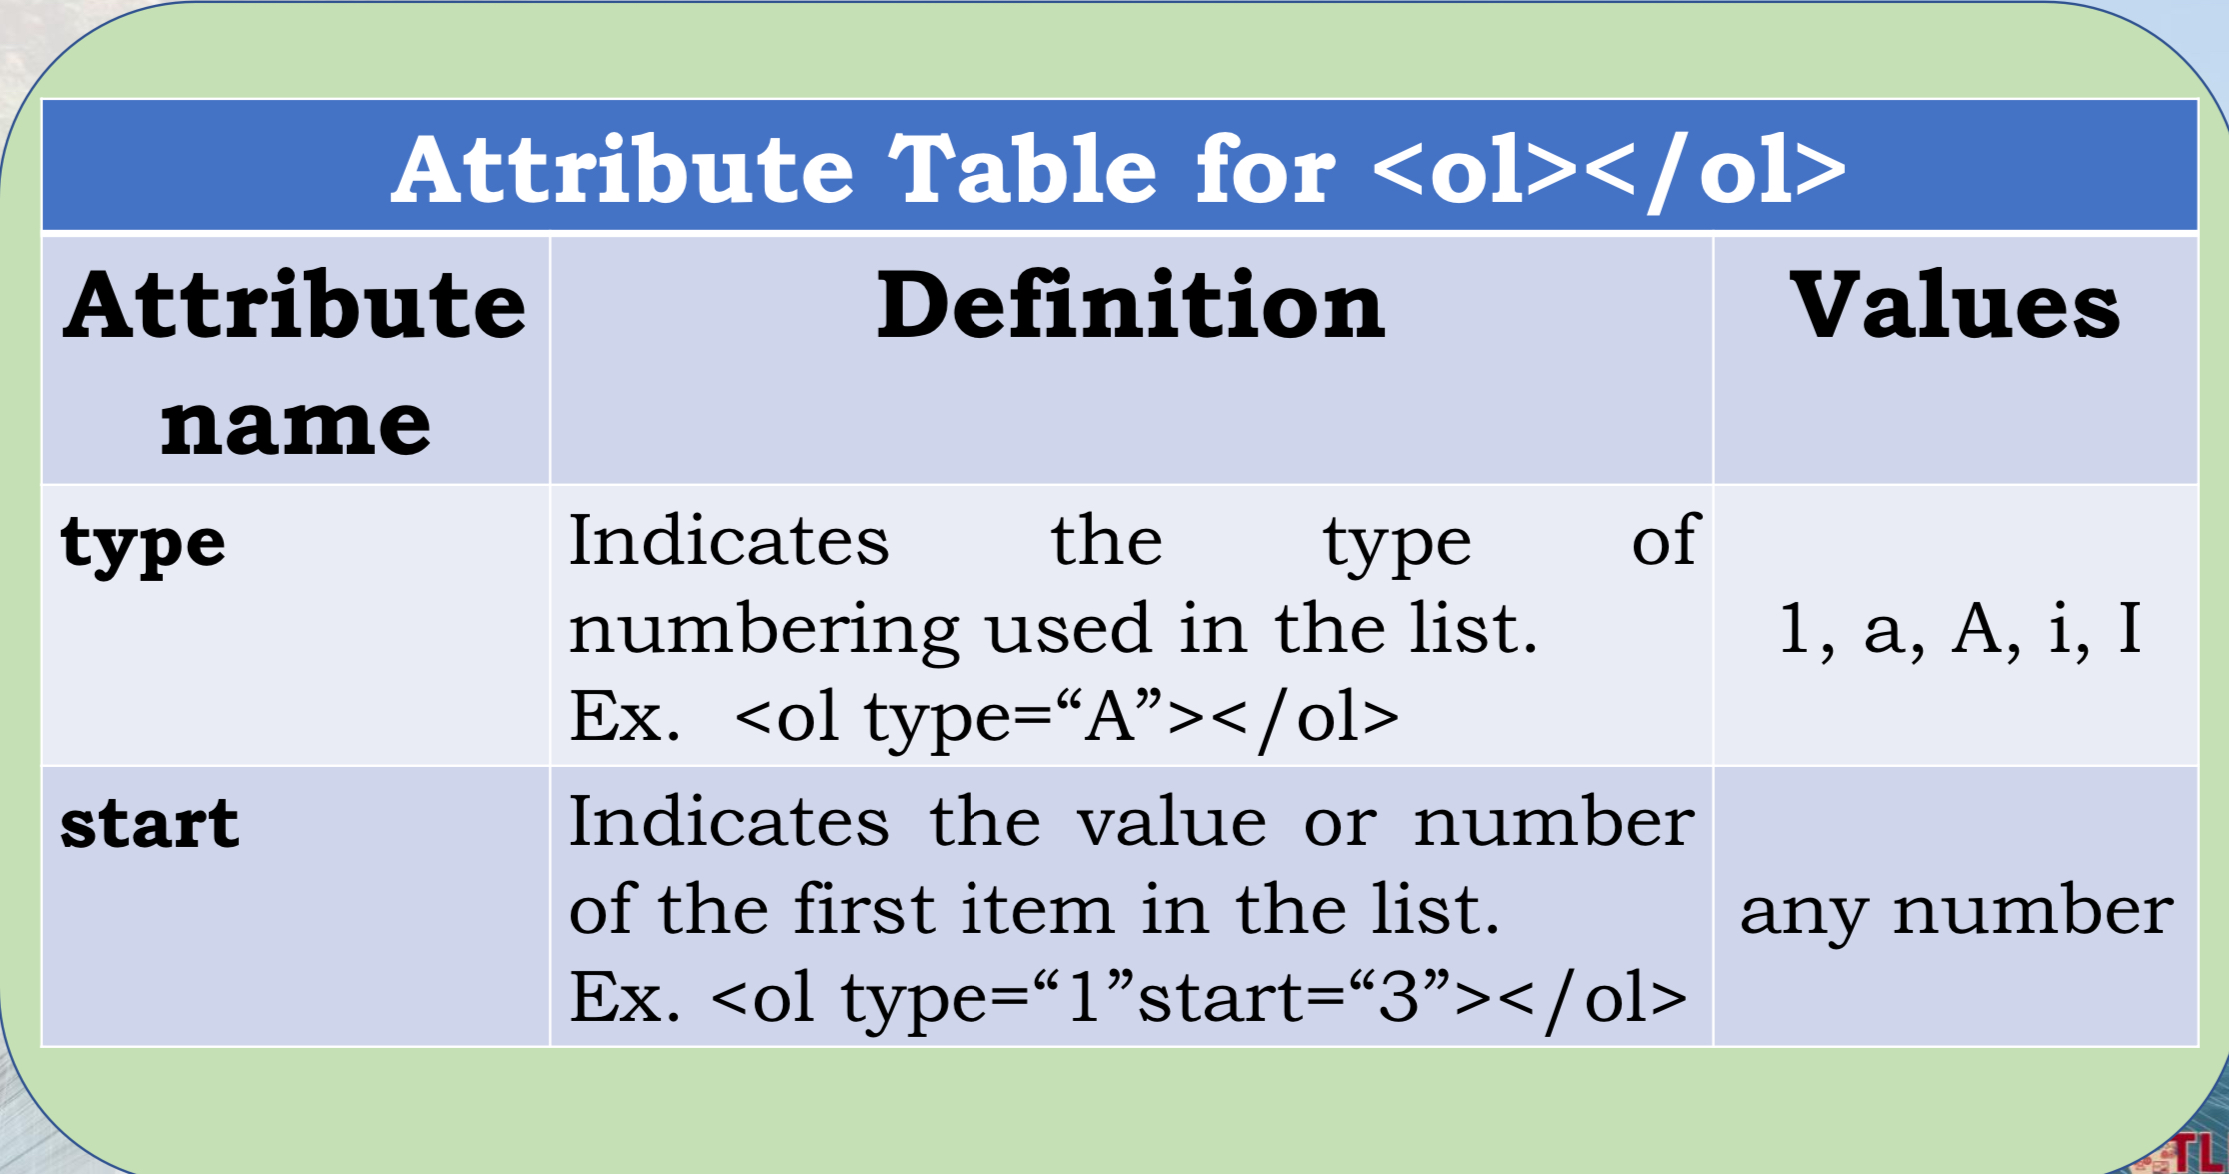 Attribute Table for <ol></ol>
Attribute name
Definition
Values
type
Indicates the type of
numbering used in the list.
Ex. <ol type=“A”></ol>
1, a, A, i, I
start
Indicates the value or number
of the first item in the list.
Ex. <ol type=“1”start=“3”></ol>
any number
TL